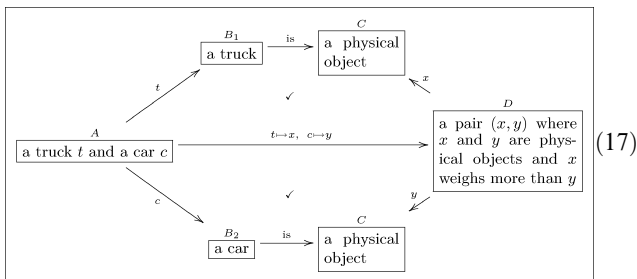 B₁
a truck
is
C
a physical
object
t
✓
x
A
a truck t and a car c
t↦x, c↦y
D
a pair (x, y) where
x and y are phys-
ical objects and x
weighs more than y
(17)
c
✓
y
B₂
a car
is
C
a physical
object